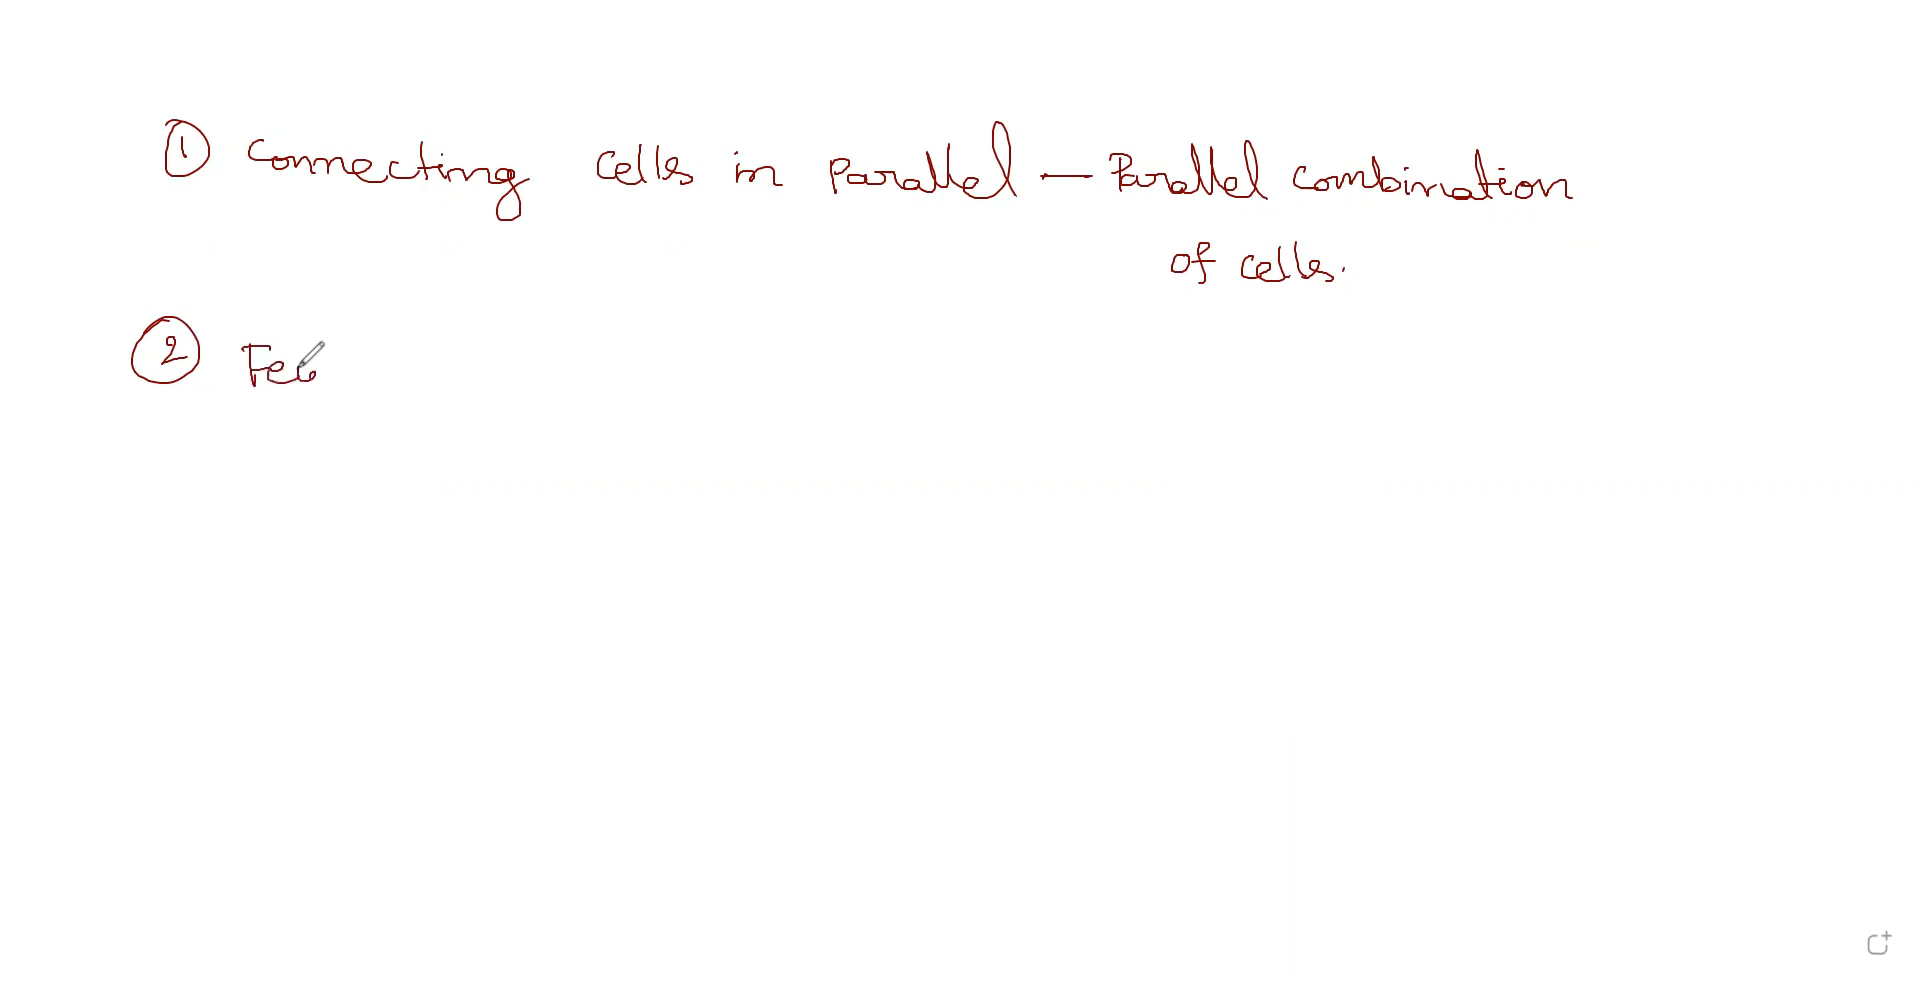 ① Connecting cells in parallel — Parallel combination
of cells.
②